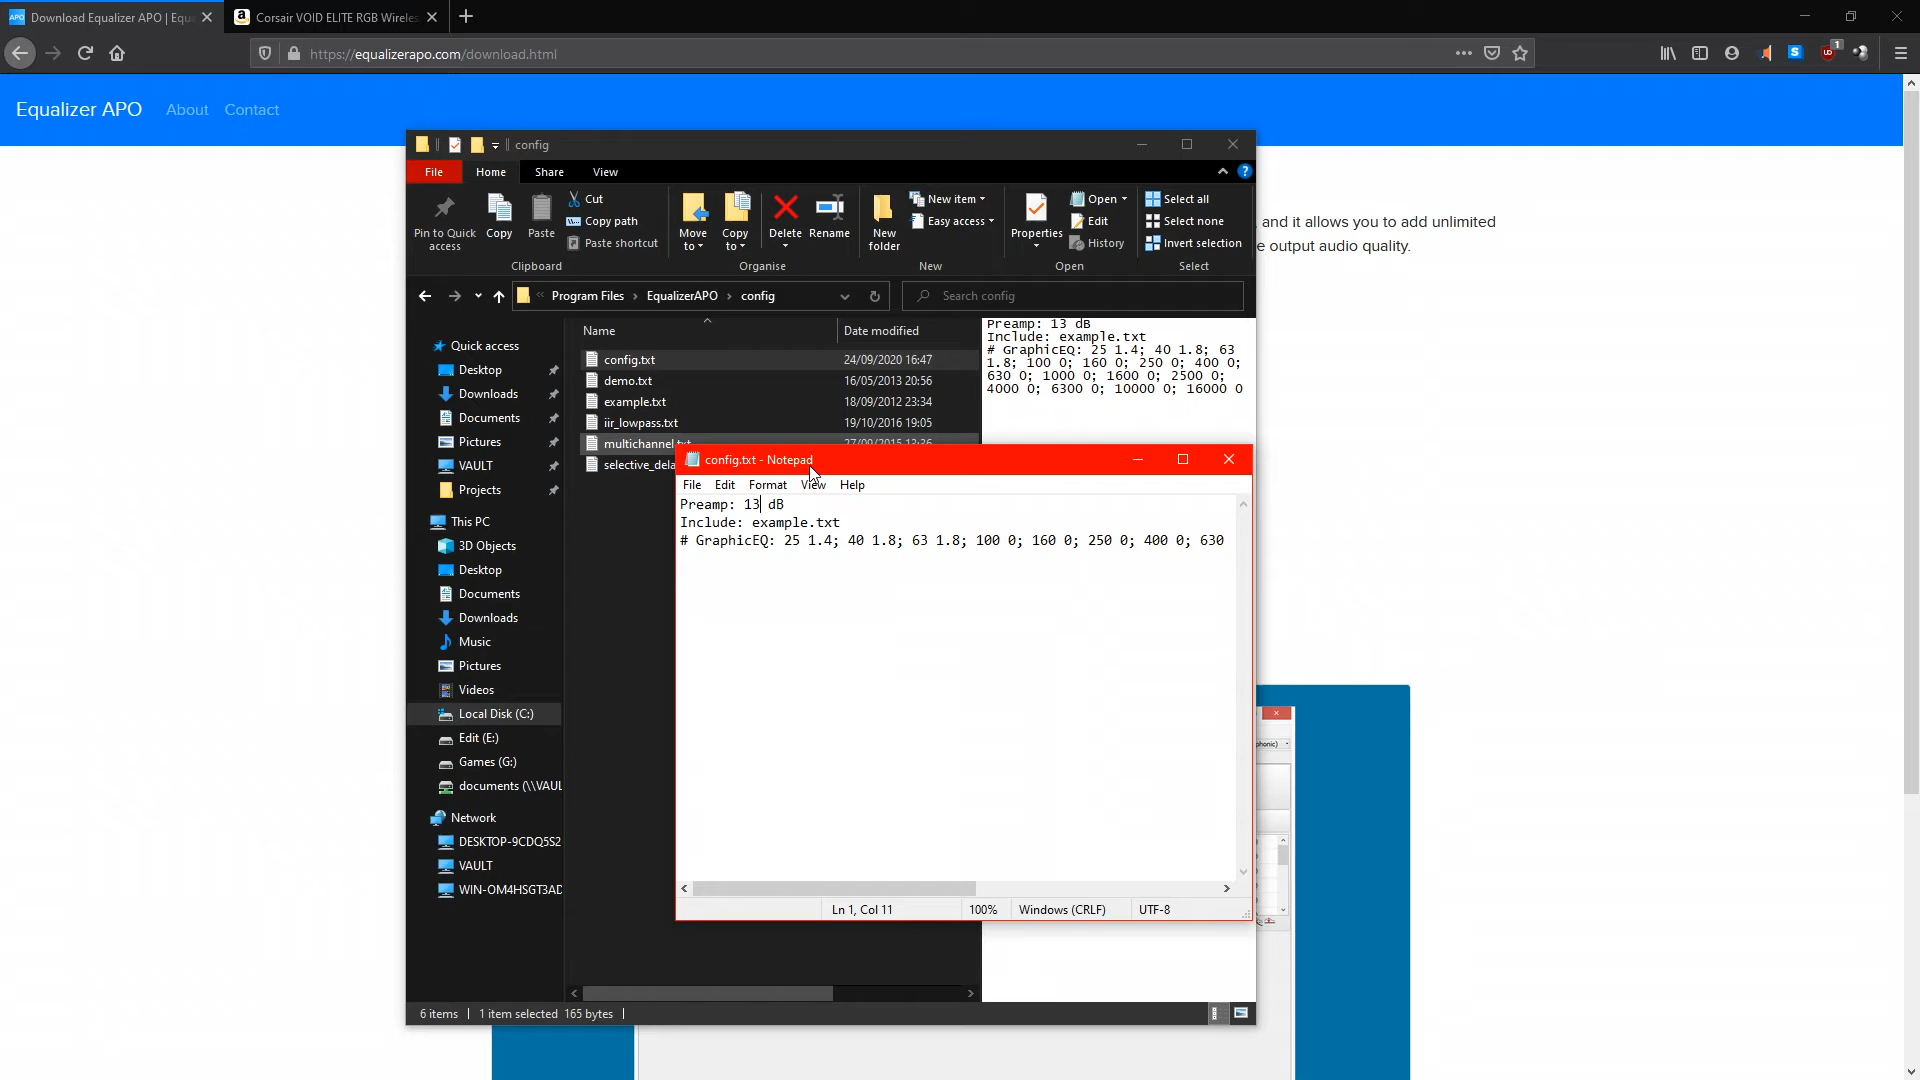 Download Equalizer APO | Equ
Corsair VOID ELITE RGB Wireles
https://equalizerapo.com/download.html
1
Equalizer APO
About
Contact
and it allows you to add unlimited
e output audio quality.
config
File
Home
Share
View
Pin to Quick access
Copy
Paste
Cut
Copy path
Paste shortcut
Clipboard
Move to
Copy to
Delete
Rename
Organise
New folder
New item
Easy access
New
Properties
Open
Edit
History
Open
Select all
Select none
Invert selection
Select
« Program Files › EqualizerAPO › config
Search config
Name
Date modified
config.txt 24/09/2020 16:47
demo.txt 16/05/2013 20:56
example.txt 18/09/2012 23:34
iir_lowpass.txt 19/10/2016 19:05
multichannel.txt
selective_dela
Preamp: 13 dB
Include: example.txt
# GraphicEQ: 25 1.4; 40 1.8; 63
1.8; 100 0; 160 0; 250 0; 400 0;
630 0; 1000 0; 1600 0; 2500 0;
4000 0; 6300 0; 10000 0; 16000 0
Quick access
Desktop
Downloads
Documents
Pictures
VAULT
Projects
This PC
3D Objects
Desktop
Documents
Downloads
Music
Pictures
Videos
Local Disk (C:)
Edit (E:)
Games (G:)
documents (\\VAUL
Network
DESKTOP-9CDQ5S2
VAULT
WIN-OM4HSGT3AD
config.txt - Notepad
File
Edit
Format
View
Help
Preamp: 13 dB
Include: example.txt
# GraphicEQ: 25 1.4; 40 1.8; 63 1.8; 100 0; 160 0; 250 0; 400 0; 630
Ln 1, Col 11
100%
Windows (CRLF)
UTF-8
phonic)
6 items
1 item selected 165 bytes